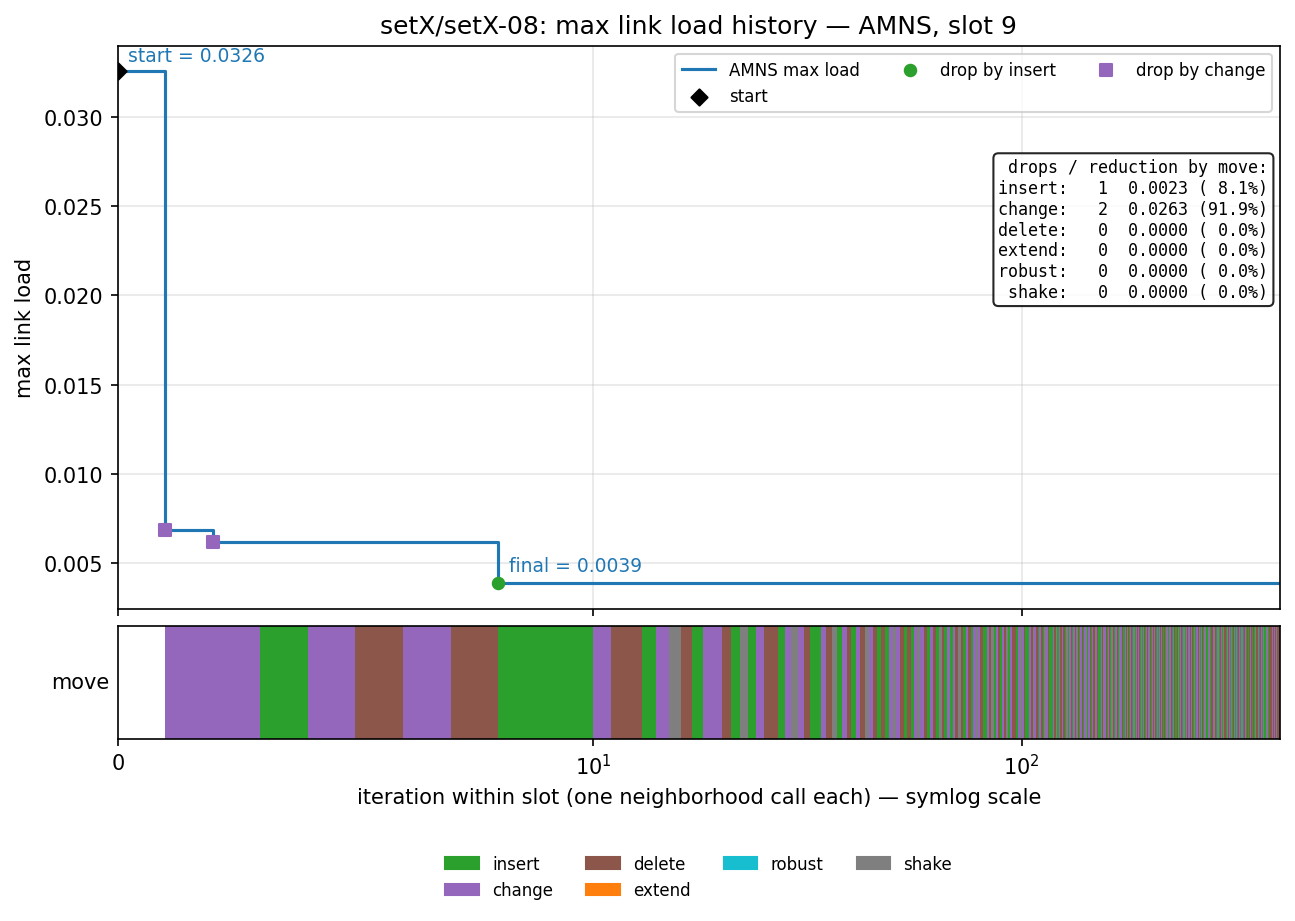 setX/setX-08: max link load history — AMNS, slot 9
start = 0.0326
AMNS max load
drop by insert
drop by change
start
drops / reduction by move:
insert: 1 0.0023 ( 8.1%)
change: 2 0.0263 (91.9%)
delete: 0 0.0000 ( 0.0%)
extend: 0 0.0000 ( 0.0%)
robust: 0 0.0000 ( 0.0%)
shake: 0 0.0000 ( 0.0%)
max link load
0.030
0.025
0.020
0.015
0.010
0.005
final = 0.0039
move
0 10¹ 10²
iteration within slot (one neighborhood call each) — symlog scale
insert delete robust shake
change extend